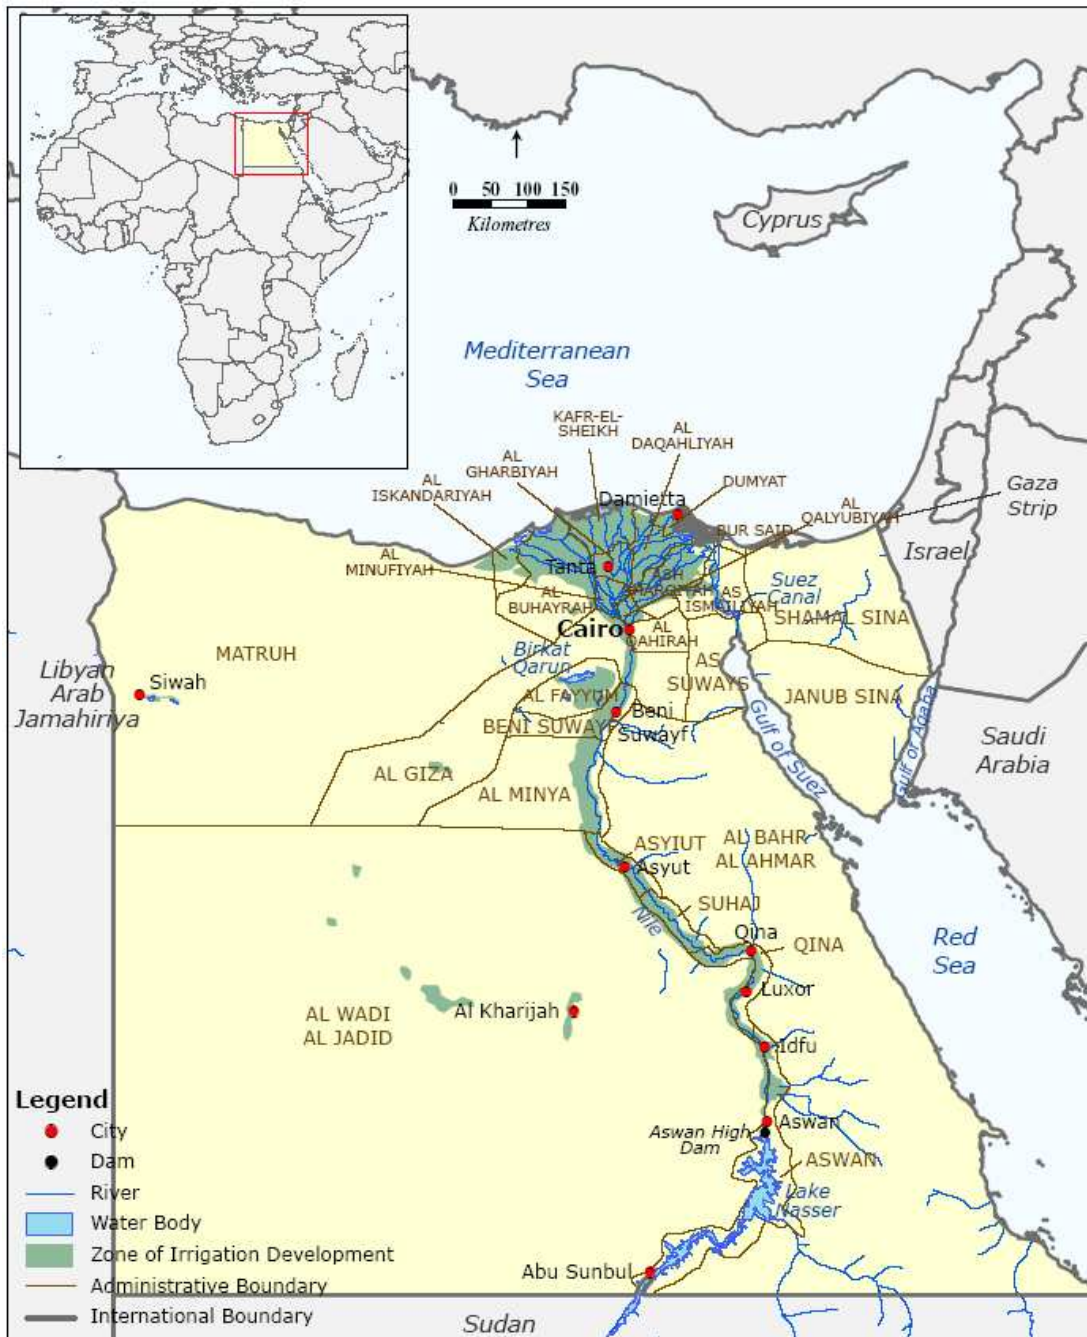 0 50 100 150
Kilometres
Cyprus
Mediterranean
Sea
KAFR-EL-
SHEIKH
AL
DAQAHLIYAH
AL
GHARBIYAH
AL
ISKANDARIYAH
DUMYAT
Damietta
AL
QALYUBIYAH
Gaza
Strip
BUR SAID
AL
MINUFIYAH
Tanta
ASH
SHARQIYAH
AS
ISMAILIYAH
Suez
Canal
Israel
AL
BUHAYRAH
SHAMAL SINA
Cairo
AL
QAHIRAH
MATRUH
Birkat
Qarun
AS
SUWAYS
Libyan
Arab
Jamahiriya
Siwah
AL FAYYUM
JANUB SINA
Beni
Suwayf
BENI SUWAYF
Gulf of Suez
Gulf of Aqaba
Saudi
Arabia
AL GIZA
AL MINYA
ASYIUT
Asyut
AL BAHR
AL AHMAR
SUHAJ
Nile
Qina
QINA
Red
Sea
Luxor
Al Kharijah
AL WADI
AL JADID
Idfu
Aswan
Aswan High
Dam
ASWAN
Lake
Nasser
Abu Sunbul
Sudan
Legend
City
Dam
River
Water Body
Zone of Irrigation Development
Administrative Boundary
International Boundary